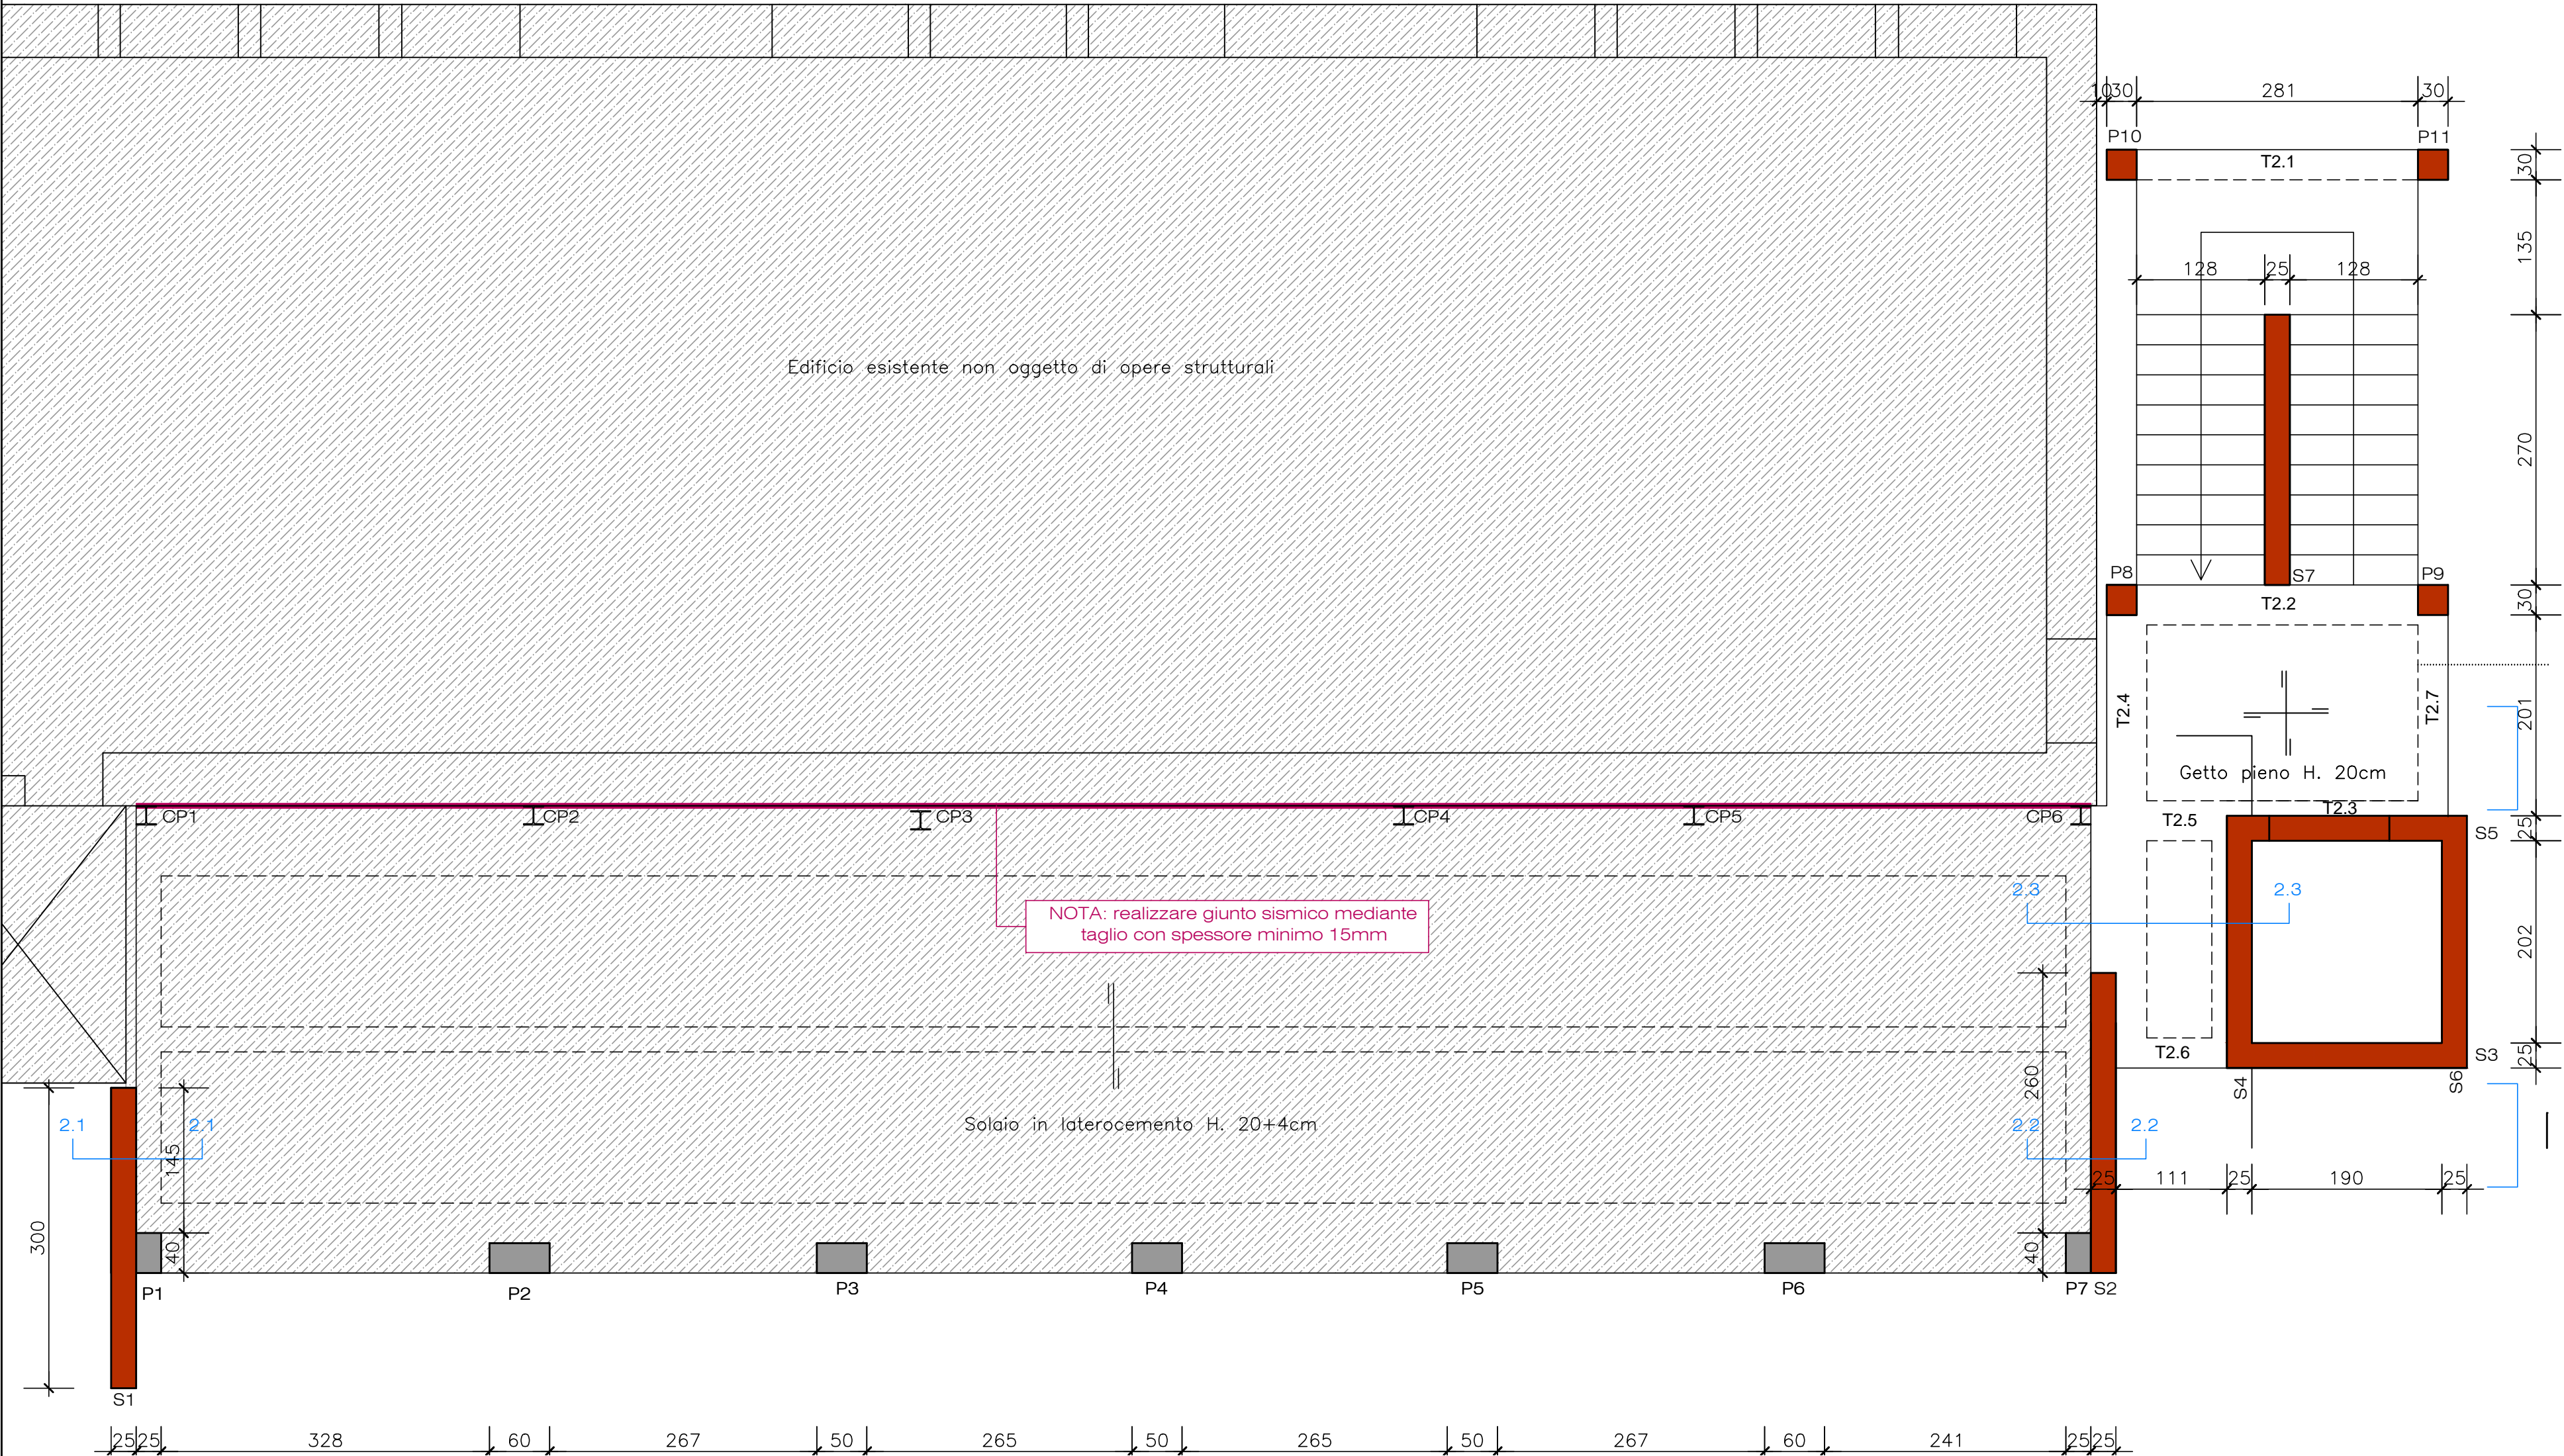 10 30 281 30
P10 P11
T2.1
30
135
128 25 128
Edificio esistente non oggetto di opere strutturali
270
P8 S7 P9
T2.2
30
T2.4 T2.7 201
Getto pieno H. 20cm
T2.3
CP1 CP2 CP3 CP4 CP5 CP6
T2.5 S5 25
2.3 2.3
NOTA: realizzare giunto sismico mediante
taglio con spessore minimo 15mm
202
T2.6 S3 25
S4 S6
260
Solaio in laterocemento H. 20+4cm
2.1 2.1 2.2 2.2
145
25 111 25 190 25
300 40 40
P1 P2 P3 P4 P5 P6 P7 S2
S1
25 25 328 60 267 50 265 50 265 50 267 60 241 25 25